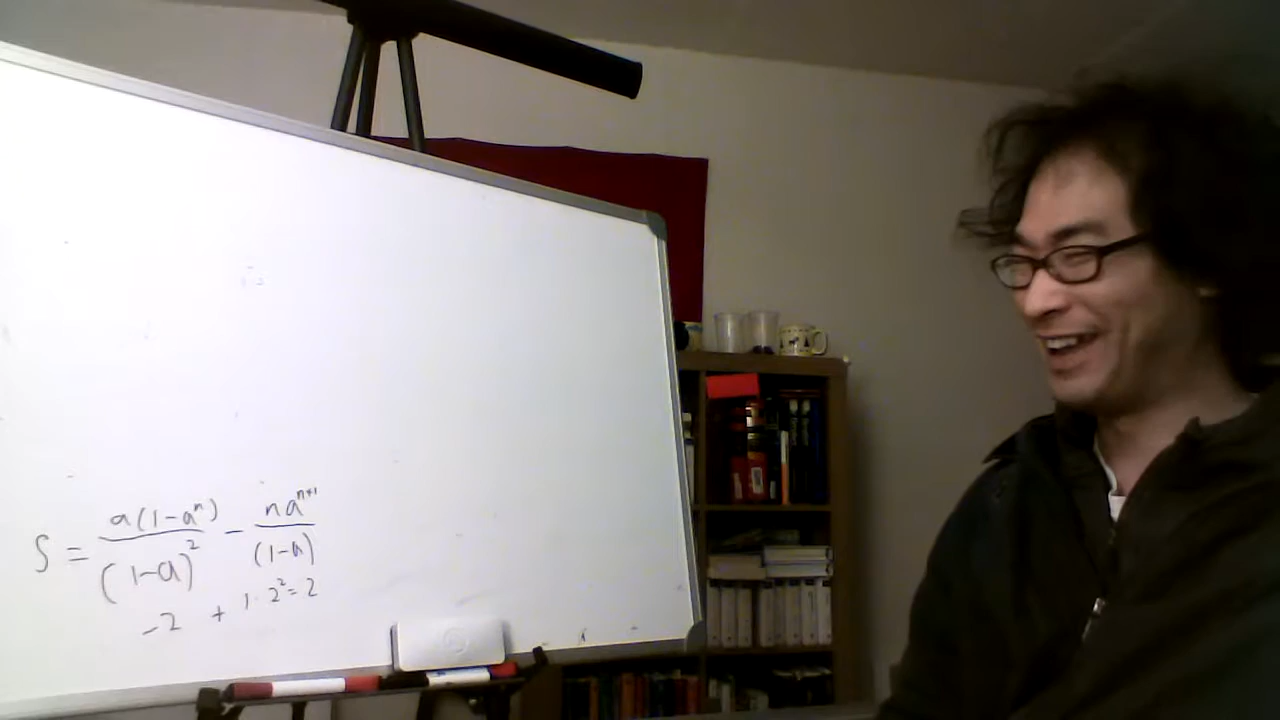 S = a(1-aⁿ)/(1-a)² - naⁿ⁺¹/(1-a)
-2 + 1·2² = 2